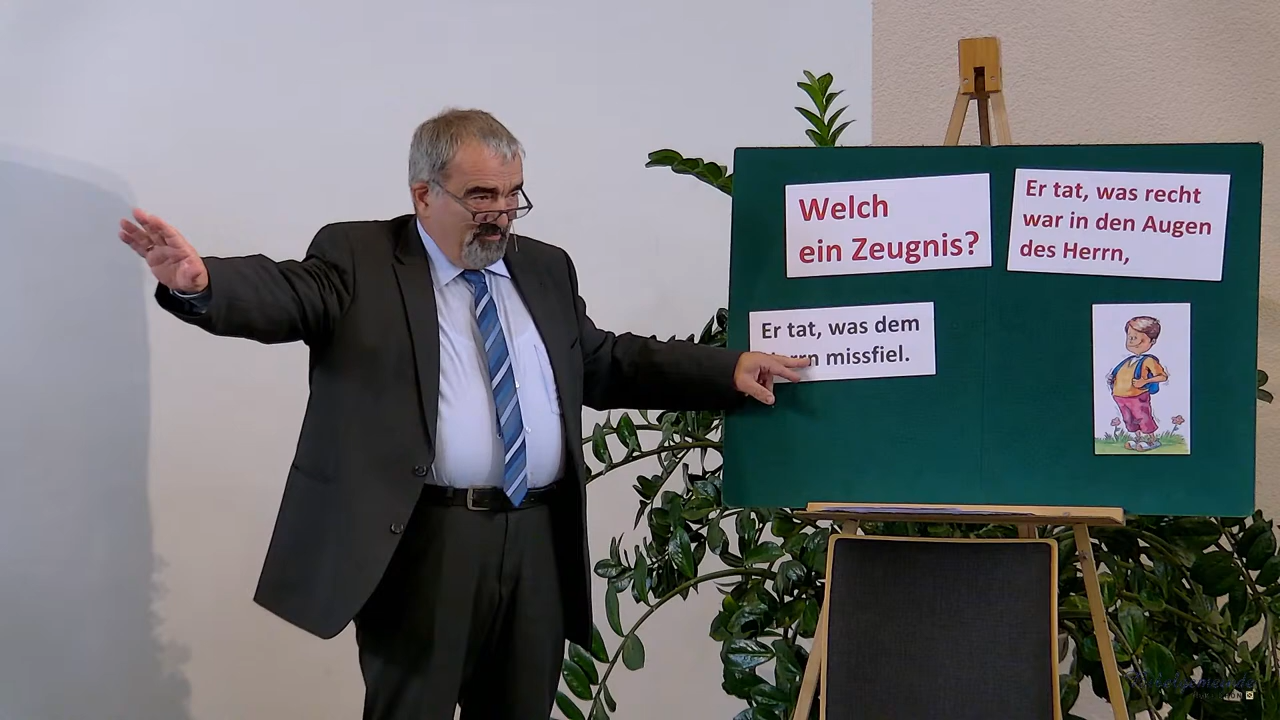 Welch
ein Zeugnis?
Er tat, was recht
war in den Augen
des Herrn,
Er tat, was dem
missfiel.